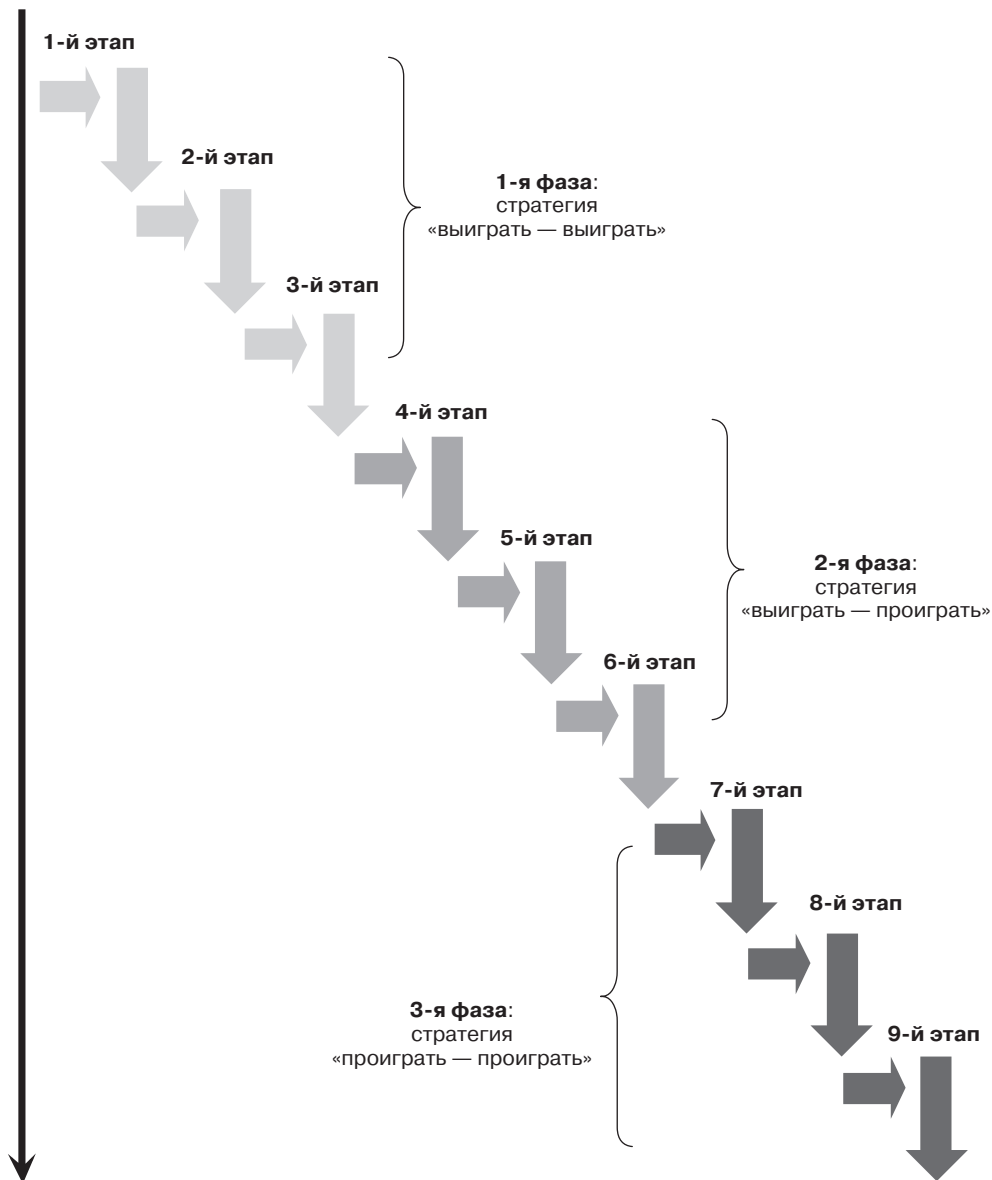 1-й этап
2-й этап
1-я фаза:
стратегия
«выиграть — выиграть»
3-й этап
4-й этап
5-й этап
2-я фаза:
стратегия
«выиграть — проиграть»
6-й этап
7-й этап
8-й этап
3-я фаза:
стратегия
«проиграть — проиграть»
9-й этап